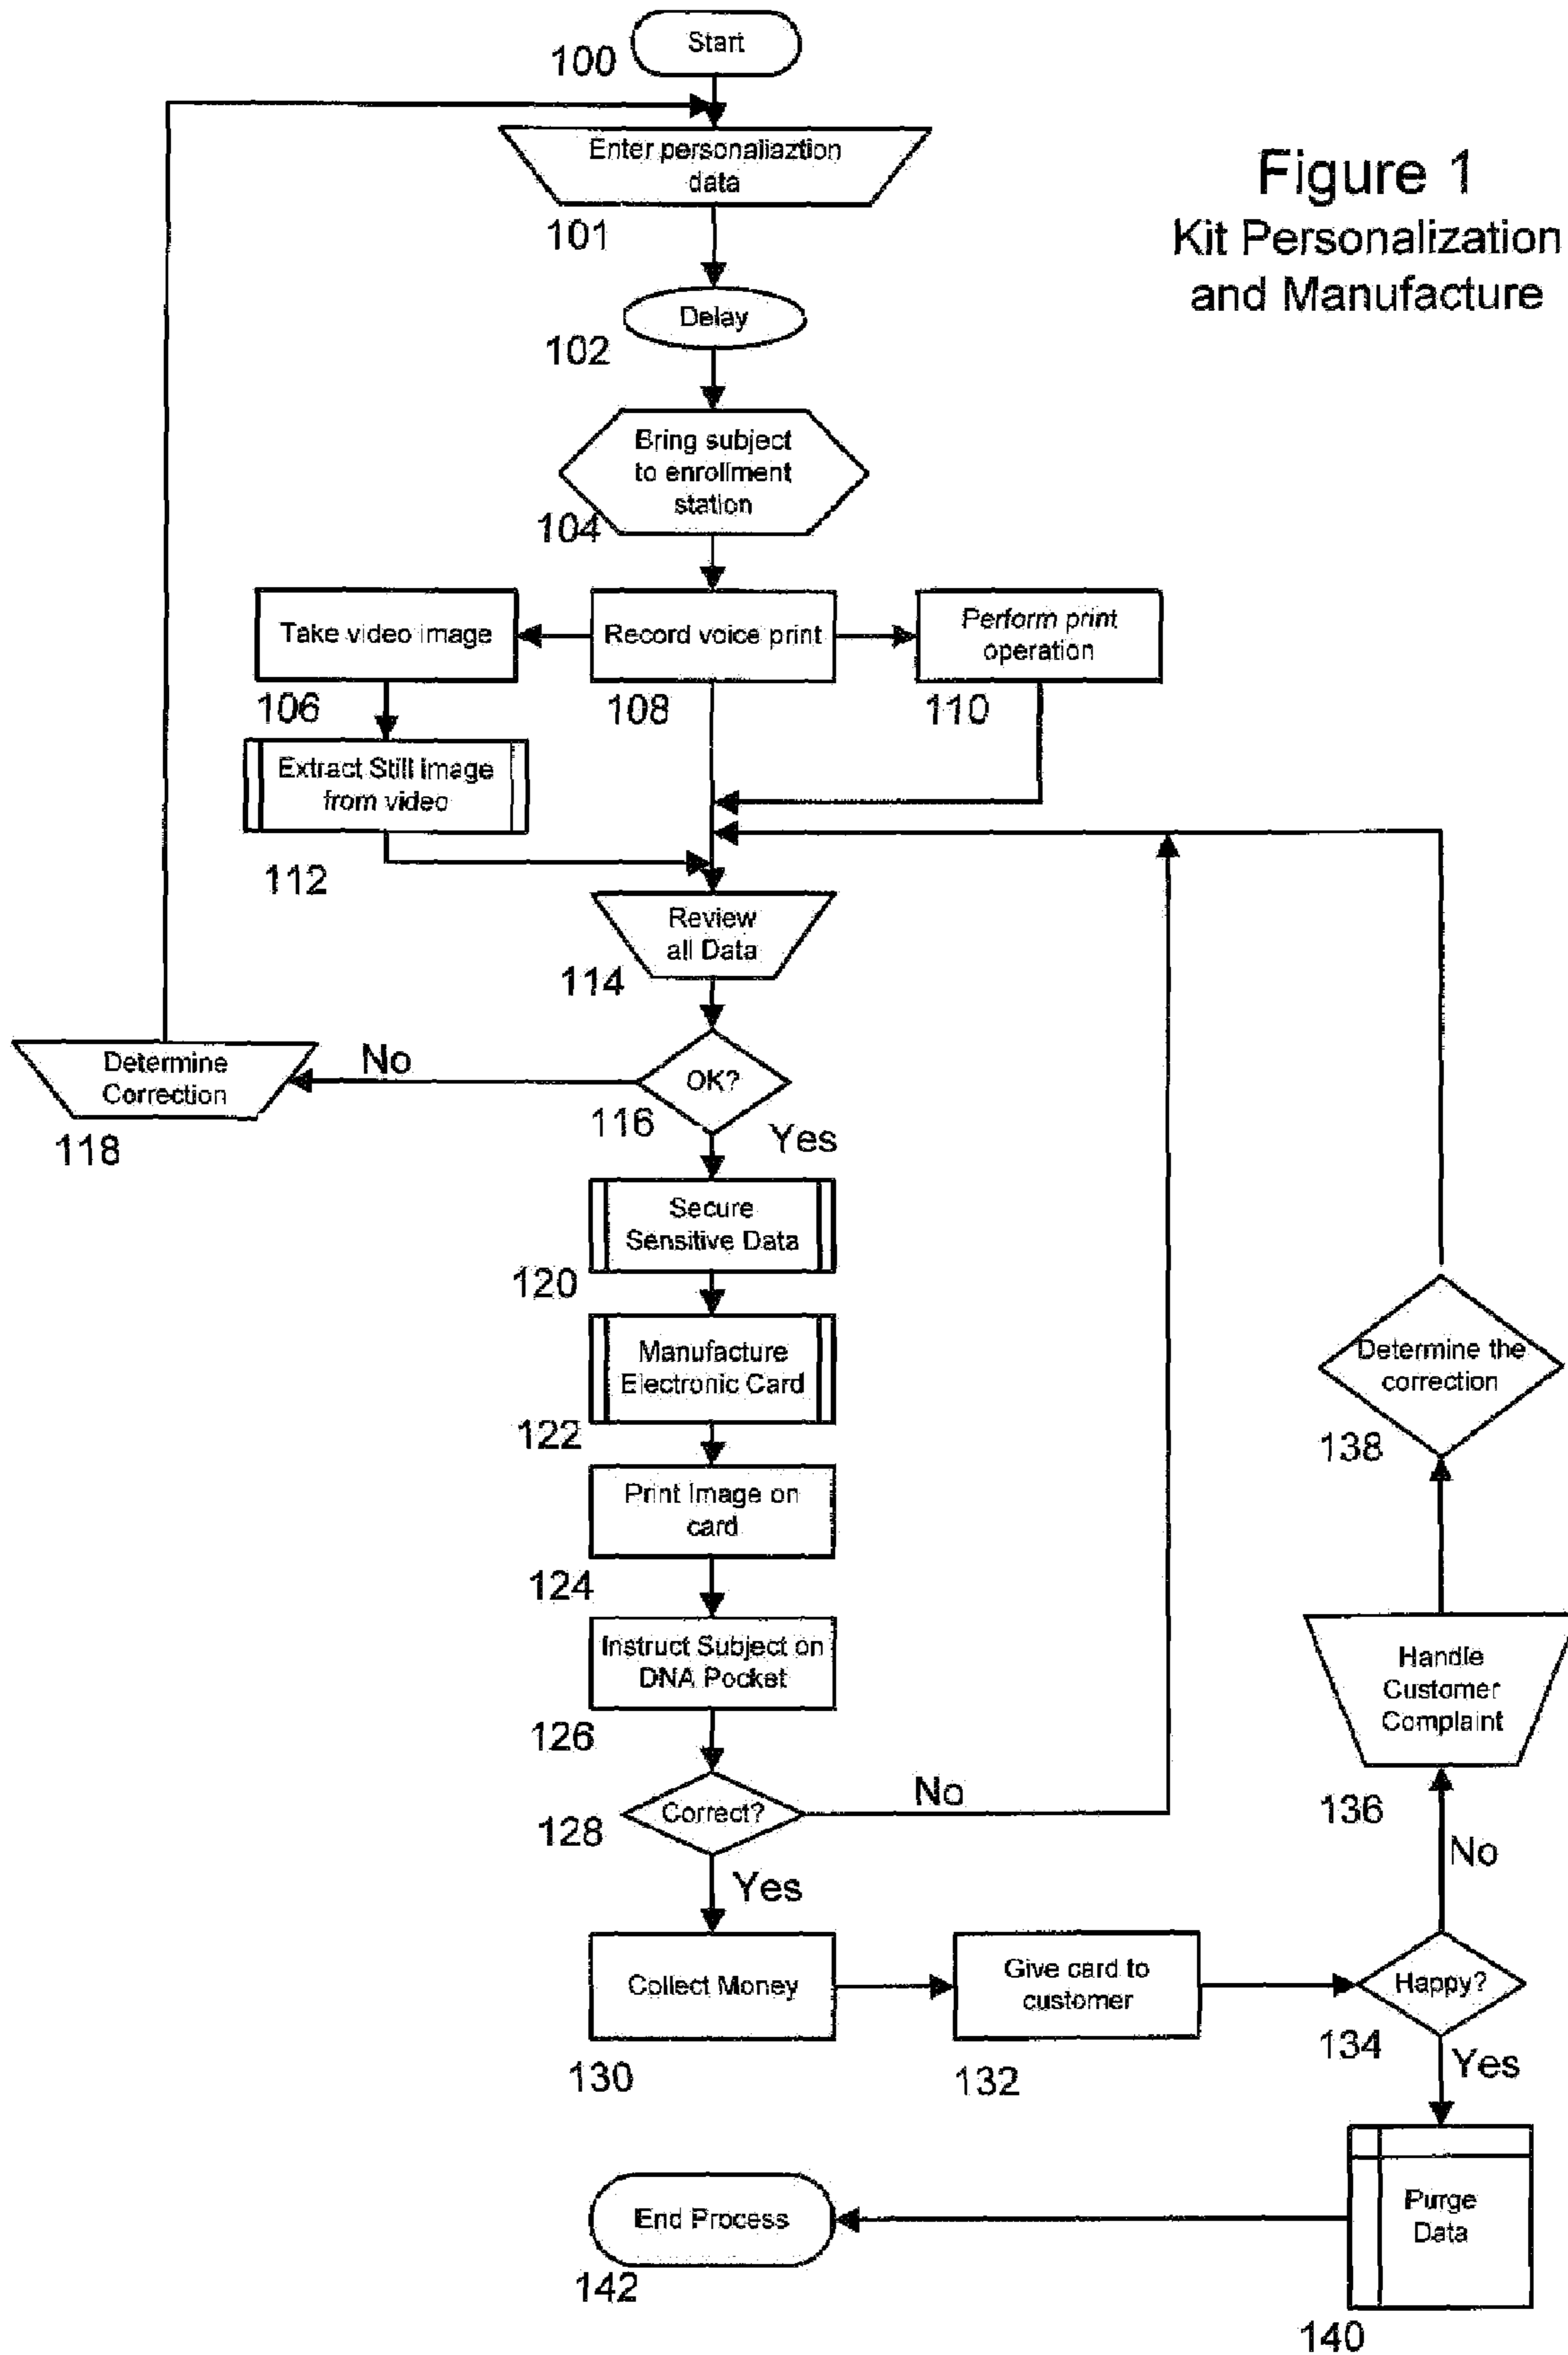 Start
100
Enter personaliaztion
data
101
Figure 1
Kit Personalization
and Manufacture
Delay
102
Bring subject
to enrollment
station
104
Take video image
106
Record voice print
108
Perform print
operation
110
Extract Still Image
from video
112
Review
all Data
114
OK?
116
No
Determine
Correction
118
Yes
Secure
Sensitive Data
120
Manufacture
Electronic Card
122
Print Image on
card
124
Instruct Subject on
DNA Pocket
126
Correct?
128
No
Yes
Collect Money
130
Give card to
customer
132
Happy?
134
No
Handle
Customer
Complaint
136
Determine the
correction
138
Yes
Purge
Data
140
End Process
142